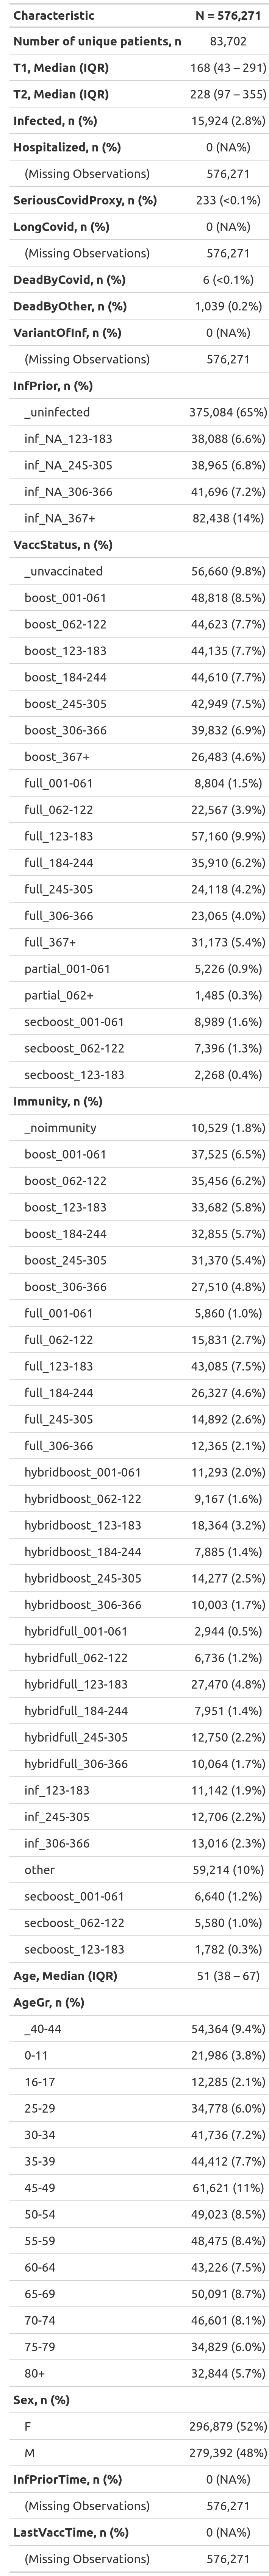 Characteristic N = 576,271
Number of unique patients, n 83,702
T1, Median (IQR) 168 (43 – 291)
T2, Median (IQR) 228 (97 – 355)
Infected, n (%) 15,924 (2.8%)
Hospitalized, n (%) 0 (NA%)
(Missing Observations) 576,271
SeriousCovidProxy, n (%) 233 (<0.1%)
LongCovid, n (%) 0 (NA%)
(Missing Observations) 576,271
DeadByCovid, n (%) 6 (<0.1%)
DeadByOther, n (%) 1,039 (0.2%)
VariantOfInf, n (%) 0 (NA%)
(Missing Observations) 576,271
InfPrior, n (%)
_uninfected 375,084 (65%)
inf_NA_123-183 38,088 (6.6%)
inf_NA_245-305 38,965 (6.8%)
inf_NA_306-366 41,696 (7.2%)
inf_NA_367+ 82,438 (14%)
VaccStatus, n (%)
_unvaccinated 56,660 (9.8%)
boost_001-061 48,818 (8.5%)
boost_062-122 44,623 (7.7%)
boost_123-183 44,135 (7.7%)
boost_184-244 44,610 (7.7%)
boost_245-305 42,949 (7.5%)
boost_306-366 39,832 (6.9%)
boost_367+ 26,483 (4.6%)
full_001-061 8,804 (1.5%)
full_062-122 22,567 (3.9%)
full_123-183 57,160 (9.9%)
full_184-244 35,910 (6.2%)
full_245-305 24,118 (4.2%)
full_306-366 23,065 (4.0%)
full_367+ 31,173 (5.4%)
partial_001-061 5,226 (0.9%)
partial_062+ 1,485 (0.3%)
secboost_001-061 8,989 (1.6%)
secboost_062-122 7,396 (1.3%)
secboost_123-183 2,268 (0.4%)
Immunity, n (%)
_noimmunity 10,529 (1.8%)
boost_001-061 37,525 (6.5%)
boost_062-122 35,456 (6.2%)
boost_123-183 33,682 (5.8%)
boost_184-244 32,855 (5.7%)
boost_245-305 31,370 (5.4%)
boost_306-366 27,510 (4.8%)
full_001-061 5,860 (1.0%)
full_062-122 15,831 (2.7%)
full_123-183 43,085 (7.5%)
full_184-244 26,327 (4.6%)
full_245-305 14,892 (2.6%)
full_306-366 12,365 (2.1%)
hybridboost_001-061 11,293 (2.0%)
hybridboost_062-122 9,167 (1.6%)
hybridboost_123-183 18,364 (3.2%)
hybridboost_184-244 7,885 (1.4%)
hybridboost_245-305 14,277 (2.5%)
hybridboost_306-366 10,003 (1.7%)
hybridfull_001-061 2,944 (0.5%)
hybridfull_062-122 6,736 (1.2%)
hybridfull_123-183 27,470 (4.8%)
hybridfull_184-244 7,951 (1.4%)
hybridfull_245-305 12,750 (2.2%)
hybridfull_306-366 10,064 (1.7%)
inf_123-183 11,142 (1.9%)
inf_245-305 12,706 (2.2%)
inf_306-366 13,016 (2.3%)
other 59,214 (10%)
secboost_001-061 6,640 (1.2%)
secboost_062-122 5,580 (1.0%)
secboost_123-183 1,782 (0.3%)
Age, Median (IQR) 51 (38 – 67)
AgeGr, n (%)
_40-44 54,364 (9.4%)
0-11 21,986 (3.8%)
16-17 12,285 (2.1%)
25-29 34,778 (6.0%)
30-34 41,736 (7.2%)
35-39 44,412 (7.7%)
45-49 61,621 (11%)
50-54 49,023 (8.5%)
55-59 48,475 (8.4%)
60-64 43,226 (7.5%)
65-69 50,091 (8.7%)
70-74 46,601 (8.1%)
75-79 34,829 (6.0%)
80+ 32,844 (5.7%)
Sex, n (%)
F 296,879 (52%)
M 279,392 (48%)
InfPriorTime, n (%) 0 (NA%)
(Missing Observations) 576,271
LastVaccTime, n (%) 0 (NA%)
(Missing Observations) 576,271